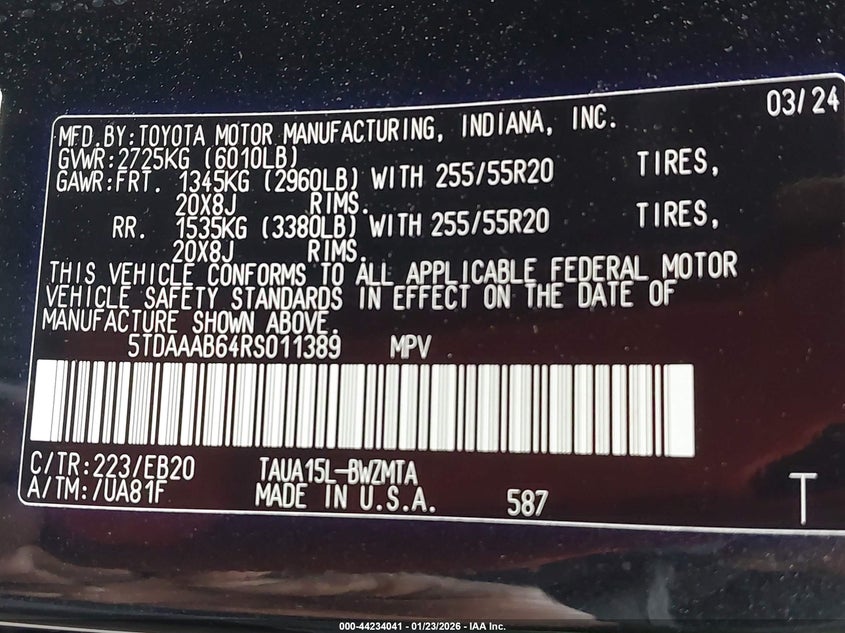 03/24
MFD.BY:TOYOTA MOTOR MANUFACTURING, INDIANA, INC.
GVWR:2725KG (6010LB)
GAWR:FRT. 1345KG (2960LB) WITH 255/55R20 TIRES,
20X8J RIMS.
RR. 1535KG (3380LB) WITH 255/55R20 TIRES,
20X8J RIMS.
THIS VEHICLE CONFORMS TO ALL APPLICABLE FEDERAL MOTOR
VEHICLE SAFETY STANDARDS IN EFFECT ON THE DATE OF
MANUFACTURE SHOWN ABOVE.
5TDAAAB64RS011389 MPV
C/TR:223/EB20 TAUA15L-BWZMTA
A/TM:/UA81F MADE IN U.S.A. 587 T
000-44234041 — 01/23/2026 — IAA Inc.